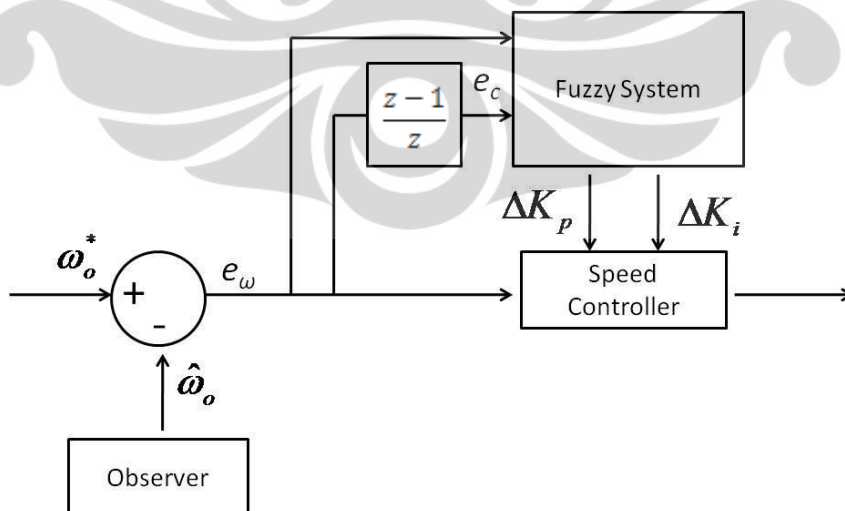 Fuzzy System
e_c
z − 1
z
ΔK_p
ΔK_i
ω_o^*
+
-
e_ω
Speed
Controller
ω̂_o
Observer